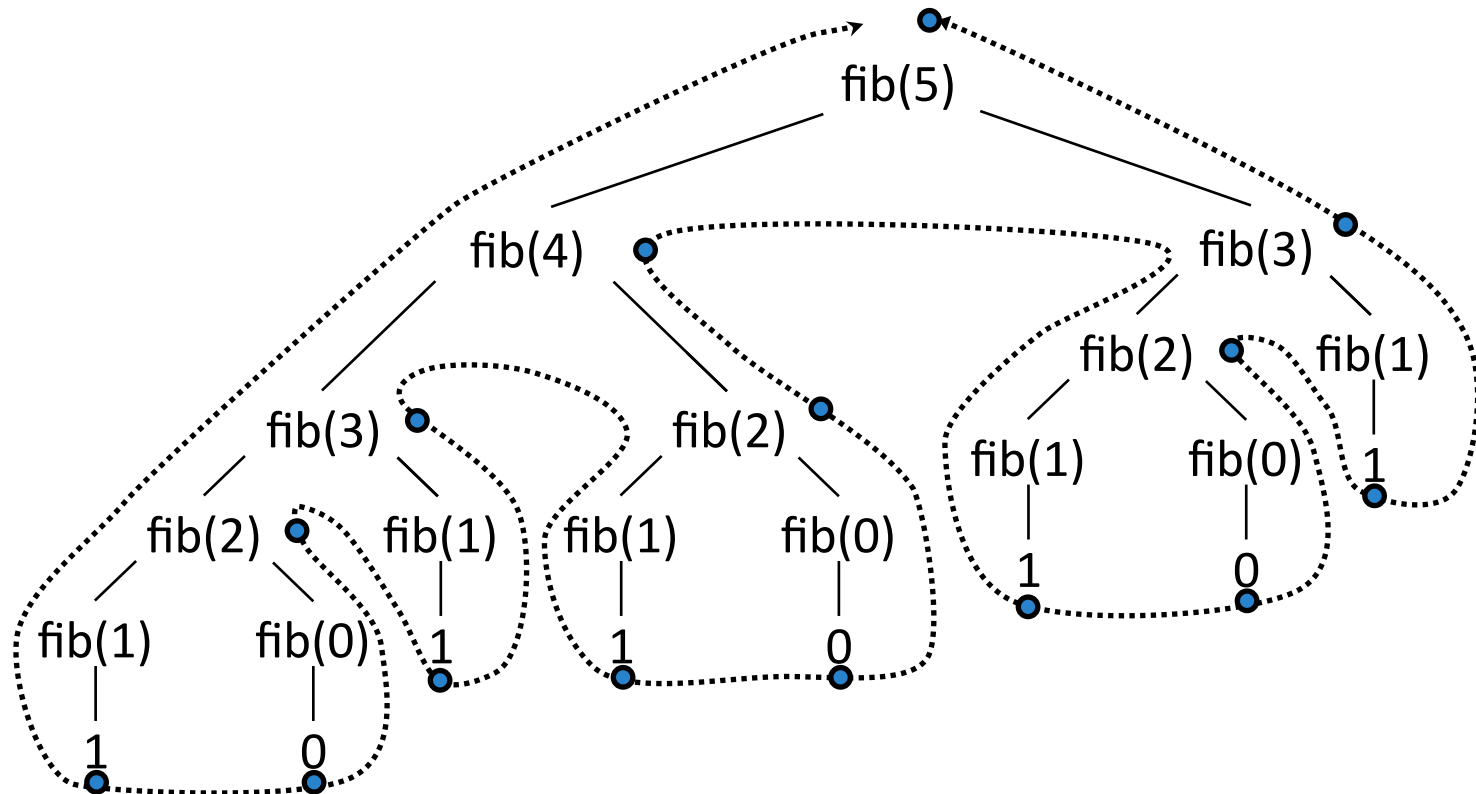 fib(5)
fib(4) fib(3)
fib(2) fib(1)
fib(3) fib(2)
fib(1) fib(0) 1
fib(2) fib(1) fib(1) fib(0)
1 0
fib(1) fib(0) 1 1 0
1 0